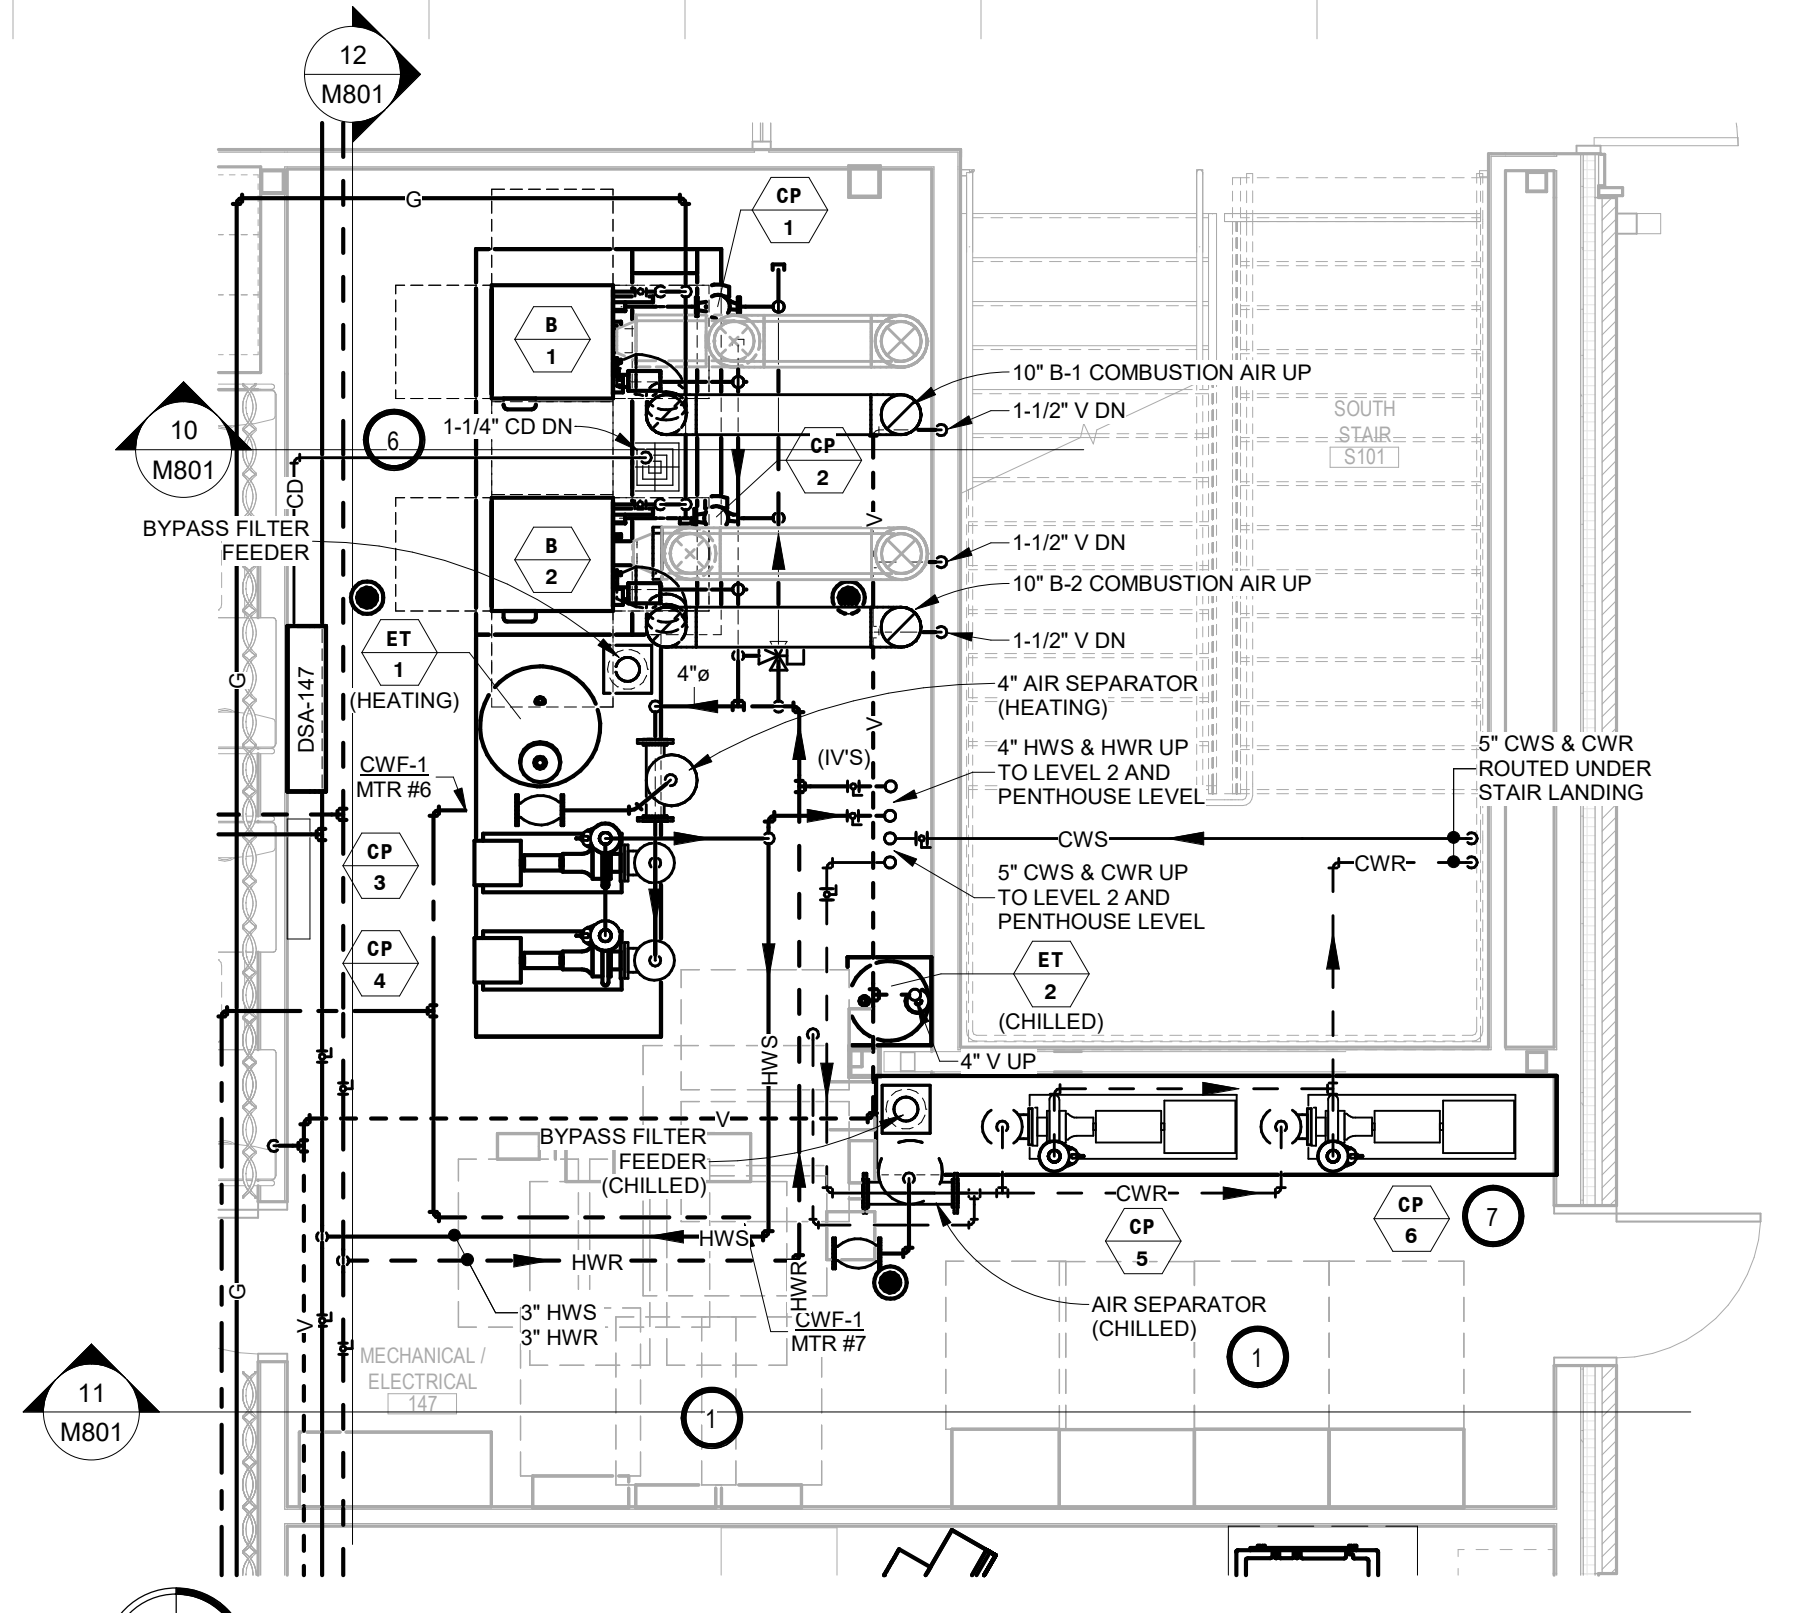 12
M801
G
CP
1
B
1
10" B-1 COMBUSTION AIR UP
1-1/2" V DN
SOUTH
STAIR
S101
10
M801
6
1-1/4" CD DN
CP
2
CD
BYPASS FILTER
FEEDER
V
B
2
1-1/2" V DN
10" B-2 COMBUSTION AIR UP
1-1/2" V DN
ET
1
(HEATING)
G
DSA-147
4"ø
4" AIR SEPARATOR
(HEATING)
V
(IV'S)
4" HWS & HWR UP
TO LEVEL 2 AND
PENTHOUSE LEVEL
5" CWS & CWR
ROUTED UNDER
STAIR LANDING
CWF-1
MTR #6
CWS
CWR
CP
3
5" CWS & CWR UP
TO LEVEL 2 AND
PENTHOUSE LEVEL
CP
4
ET
2
(CHILLED)
HWS
4" V UP
V
BYPASS FILTER
FEEDER
(CHILLED)
CWR
CP
5
CP
6
7
HWS
HWR
HWR
G
V
3" HWS
3" HWR
CWF-1
MTR #7
AIR SEPARATOR
(CHILLED)
MECHANICAL /
ELECTRICAL
147
1
1
11
M801